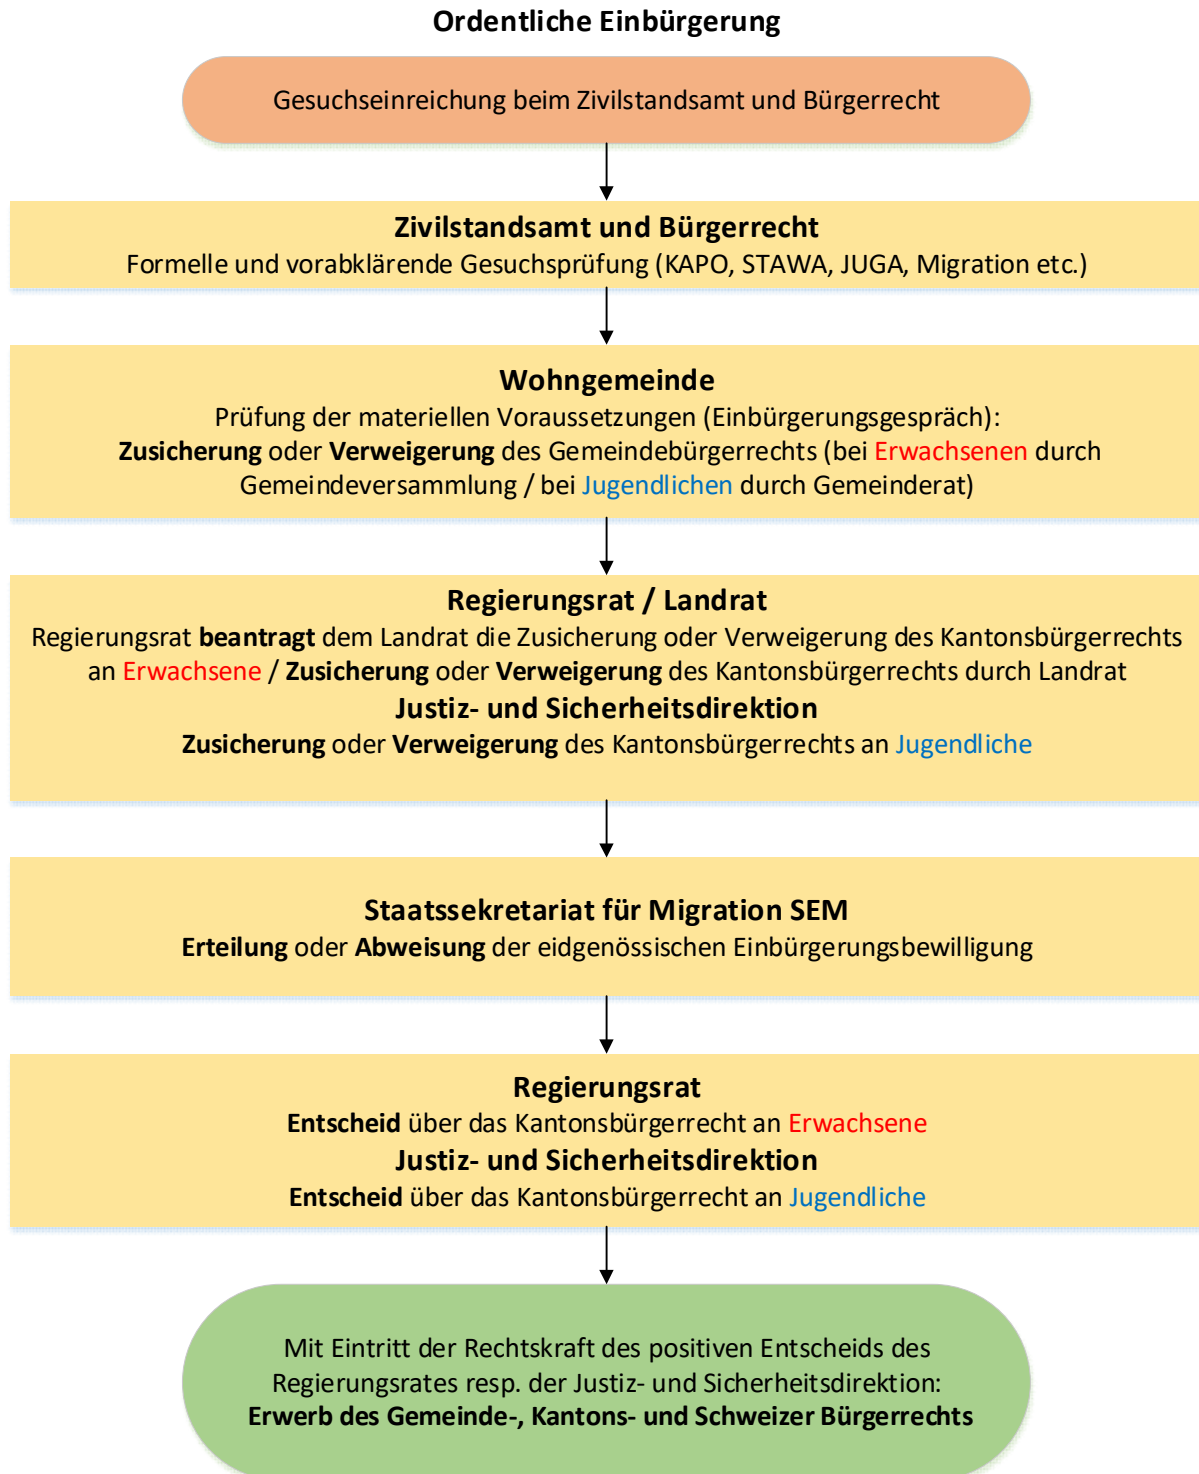 Ordentliche Einbürgerung
Gesuchseinreichung beim Zivilstandsamt und Bürgerrecht
Zivilstandsamt und Bürgerrecht
Formelle und vorabklärende Gesuchsprüfung (KAPO, STAWA, JUGA, Migration etc.)
Wohngemeinde
Prüfung der materiellen Voraussetzungen (Einbürgerungsgespräch):
Zusicherung oder Verweigerung des Gemeindebürgerrechts (bei Erwachsenen durch
Gemeindeversammlung / bei Jugendlichen durch Gemeinderat)
Regierungsrat / Landrat
Regierungsrat beantragt dem Landrat die Zusicherung oder Verweigerung des Kantonsbürgerrechts
an Erwachsene / Zusicherung oder Verweigerung des Kantonsbürgerrechts durch Landrat
Justiz- und Sicherheitsdirektion
Zusicherung oder Verweigerung des Kantonsbürgerrechts an Jugendliche
Staatssekretariat für Migration SEM
Erteilung oder Abweisung der eidgenössischen Einbürgerungsbewilligung
Regierungsrat
Entscheid über das Kantonsbürgerrecht an Erwachsene
Justiz- und Sicherheitsdirektion
Entscheid über das Kantonsbürgerrecht an Jugendliche
Mit Eintritt der Rechtskraft des positiven Entscheids des
Regierungsrates resp. der Justiz- und Sicherheitsdirektion:
Erwerb des Gemeinde-, Kantons- und Schweizer Bürgerrechts